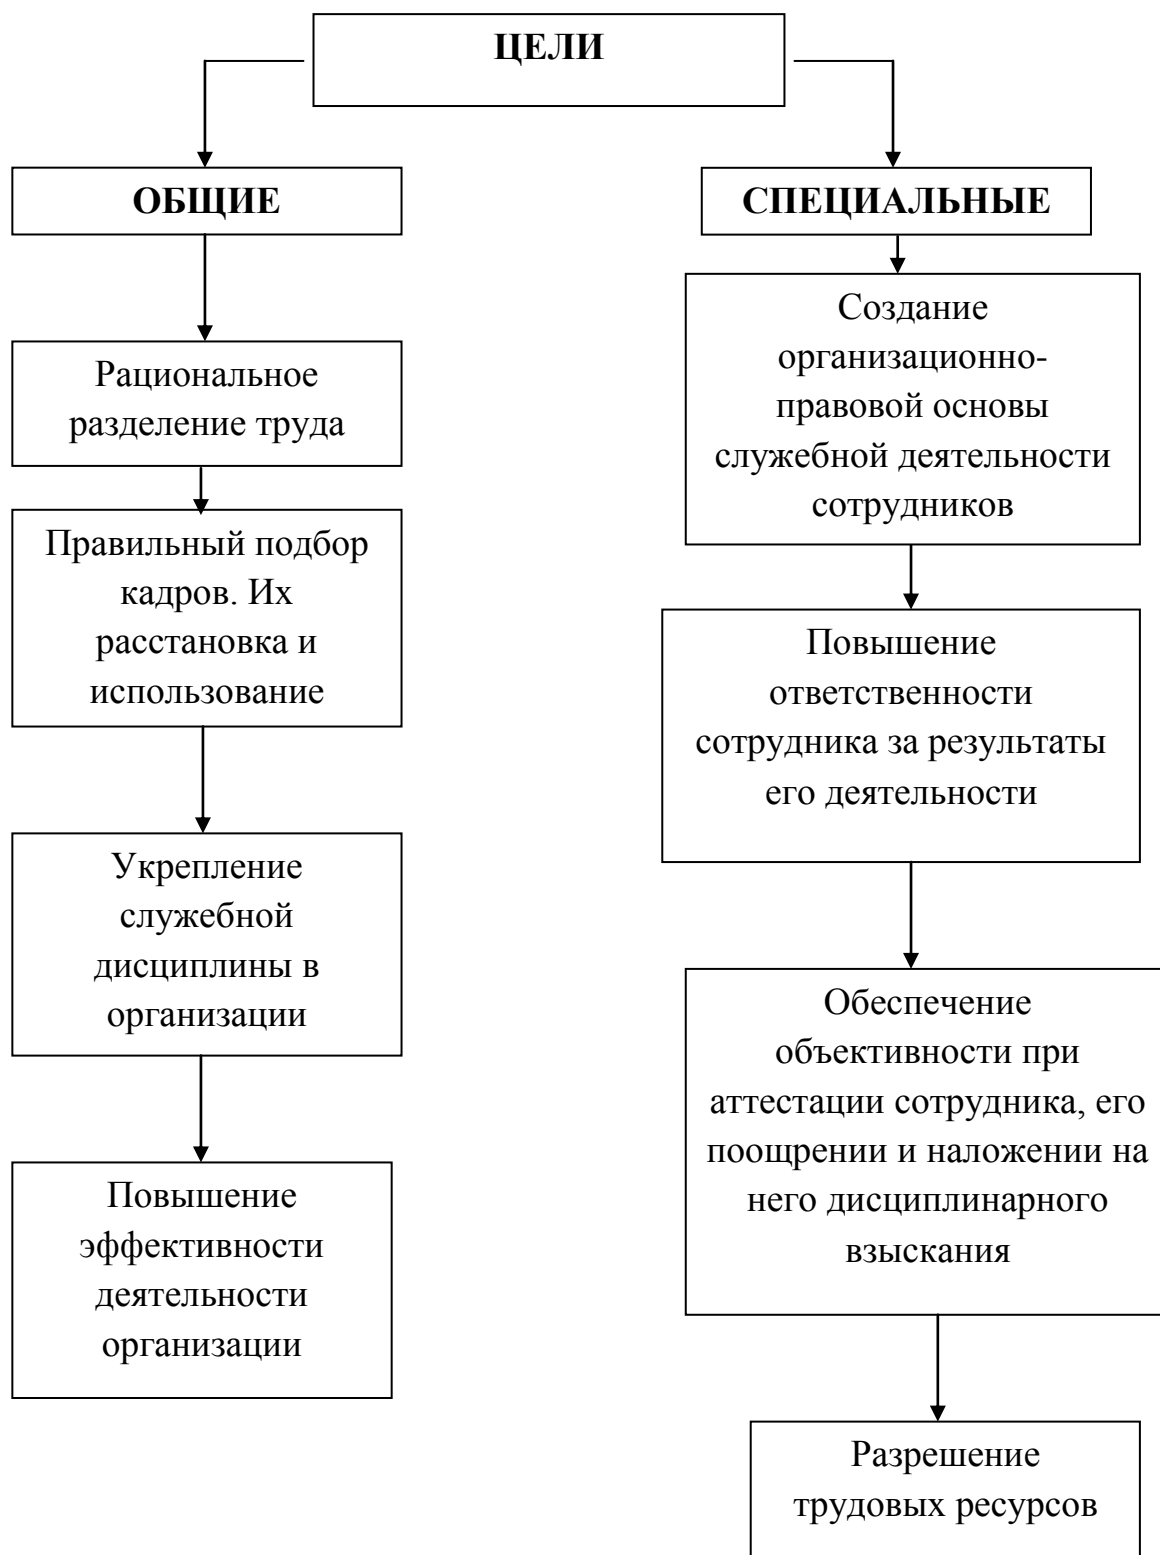 ЦЕЛИ
ОБЩИЕ
Рациональное
разделение труда
Правильный подбор
кадров. Их
расстановка и
использование
Укрепление
служебной
дисциплины в
организации
Повышение
эффективности
деятельности
организации
СПЕЦИАЛЬНЫЕ
Создание
организационно-
правовой основы
служебной деятельности
сотрудников
Повышение
ответственности
сотрудника за результаты
его деятельности
Обеспечение
объективности при
аттестации сотрудника, его
поощрении и наложении на
него дисциплинарного
взыскания
Разрешение
трудовых ресурсов